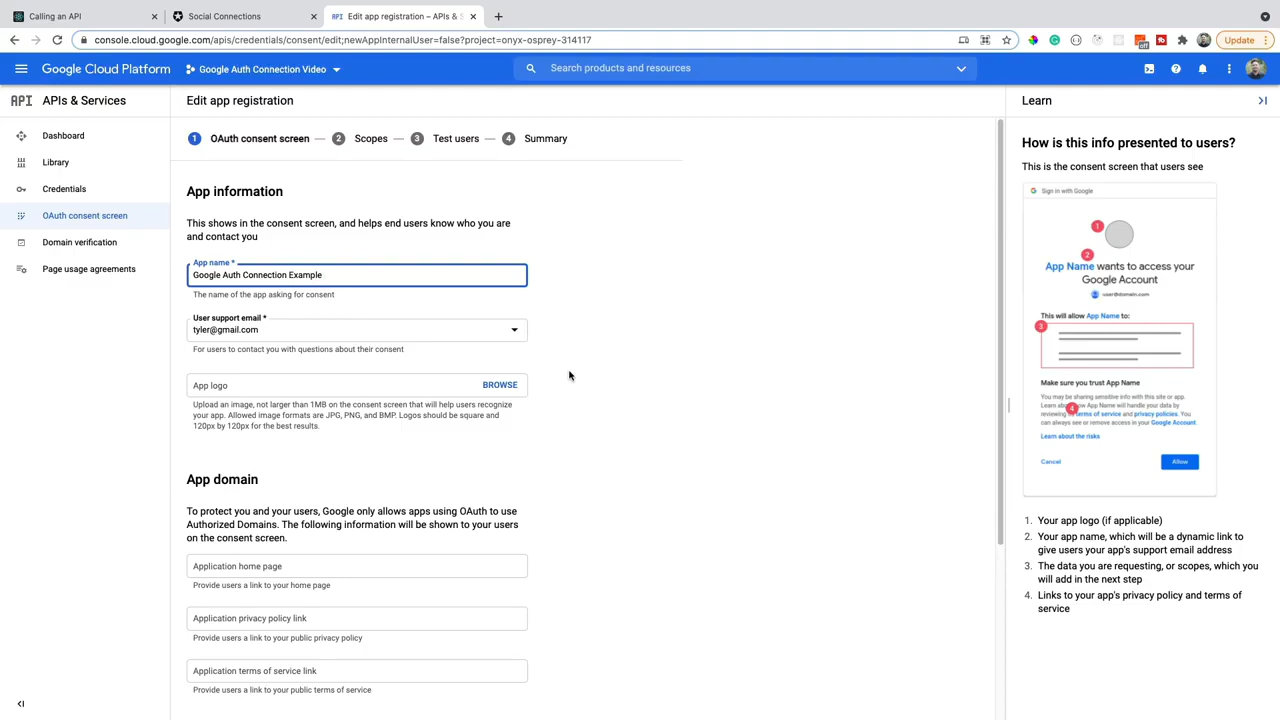 Calling an API
Social Connections
API Edit app registration – APIs & S
console.cloud.google.com/apis/credentials/consent/edit;newAppInternalUser=false?project=onyx-osprey-314117
off
Update
Google Cloud Platform
Google Auth Connection Video
Search products and resources
API APIs & Services
Dashboard
Library
Credentials
OAuth consent screen
Domain verification
Page usage agreements
Edit app registration
1 OAuth consent screen — 2 Scopes — 3 Test users — 4 Summary
App information
This shows in the consent screen, and helps end users know who you are
and contact you
App name *
Google Auth Connection Example
The name of the app asking for consent
User support email *
tyler@gmail.com
For users to contact you with questions about their consent
App logo
BROWSE
Upload an image, not larger than 1MB on the consent screen that will help users recognize
your app. Allowed image formats are JPG, PNG, and BMP. Logos should be square and
120px by 120px for the best results.
App domain
To protect you and your users, Google only allows apps using OAuth to use
Authorized Domains. The following information will be shown to your users
on the consent screen.
Application home page
Provide users a link to your home page
Application privacy policy link
Provide users a link to your public privacy policy
Application terms of service link
Provide users a link to your public terms of service
Learn
How is this info presented to users?
This is the consent screen that users see
G Sign in with Google
1
2
App Name wants to access your
Google Account
user@domain.com
This will allow App Name to:
3
Make sure you trust App Name
You may be sharing sensitive info with this site or app.
Learn about how App Name will handle your data by
reviewing its terms of service and privacy policies. You
can always see or remove access in your Google Account.
4
Learn about the risks
Cancel
Allow
1. Your app logo (if applicable)
2. Your app name, which will be a dynamic link to
give users your app's support email address
3. The data you are requesting, or scopes, which you
will add in the next step
4. Links to your app's privacy policy and terms of
service